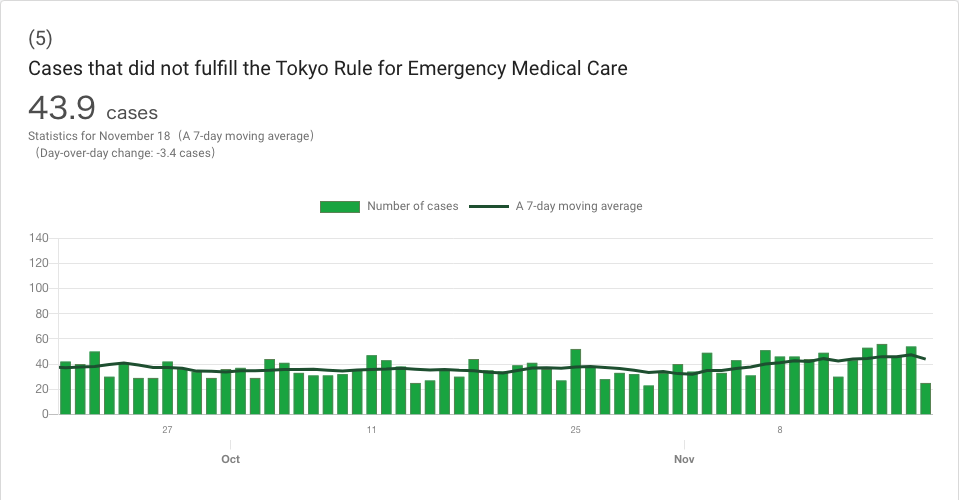 (5)
Cases that did not fulfill the Tokyo Rule for Emergency Medical Care
43.9 cases
Statistics for November 18（A 7-day moving average）
（Day-over-day change: -3.4 cases）
Number of cases A 7-day moving average
140
120
100
80
60
40
20
0
27 11 25 8
Oct Nov